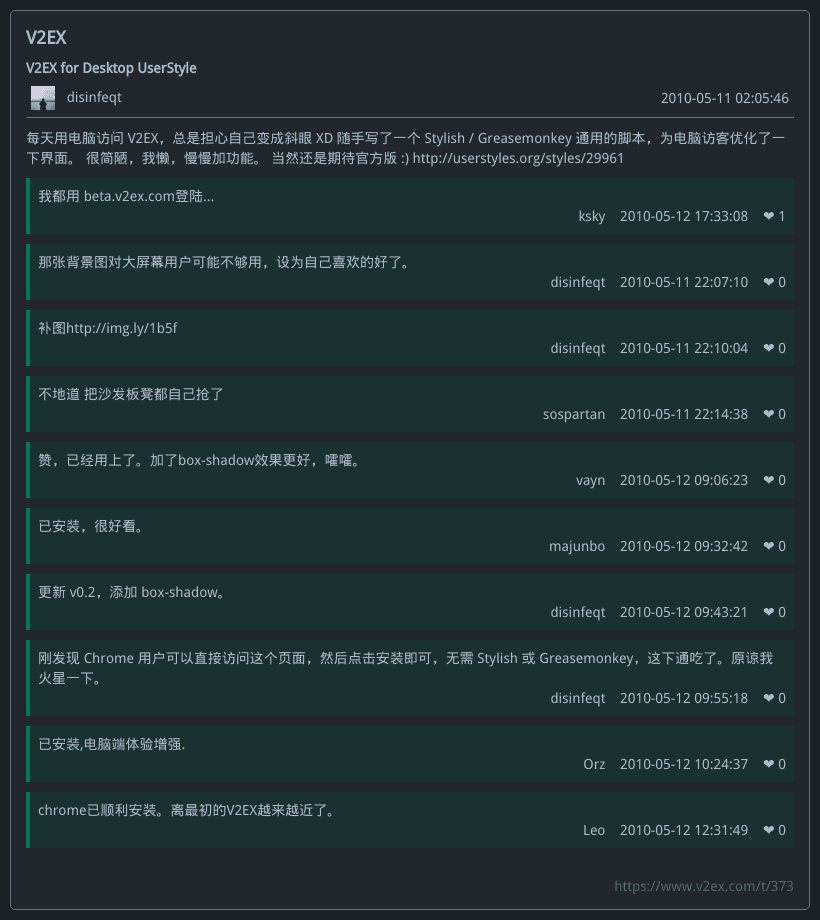 V2EX
V2EX for Desktop UserStyle
disinfeqt 2010-05-11 02:05:46
每天用电脑访问 V2EX，总是担心自己变成斜眼 XD 随手写了一个 Stylish / Greasemonkey 通用的脚本，为电脑访客优化了一
下界面。 很简陋，我懒，慢慢加功能。 当然还是期待官方版 :) http://userstyles.org/styles/29961
我都用 beta.v2ex.com登陆...
ksky 2010-05-12 17:33:08 ❤ 1
那张背景图对大屏幕用户可能不够用，设为自己喜欢的好了。
disinfeqt 2010-05-11 22:07:10 ❤ 0
补图http://img.ly/1b5f
disinfeqt 2010-05-11 22:10:04 ❤ 0
不地道 把沙发板凳都自己抢了
sospartan 2010-05-11 22:14:38 ❤ 0
赞，已经用上了。加了box-shadow效果更好，嚯嚯。
vayn 2010-05-12 09:06:23 ❤ 0
已安装，很好看。
majunbo 2010-05-12 09:32:42 ❤ 0
更新 v0.2，添加 box-shadow。
disinfeqt 2010-05-12 09:43:21 ❤ 0
刚发现 Chrome 用户可以直接访问这个页面，然后点击安装即可，无需 Stylish 或 Greasemonkey，这下通吃了。原谅我
火星一下。
disinfeqt 2010-05-12 09:55:18 ❤ 0
已安装,电脑端体验增强.
Orz 2010-05-12 10:24:37 ❤ 0
chrome已顺利安装。离最初的V2EX越来越近了。
Leo 2010-05-12 12:31:49 ❤ 0
https://www.v2ex.com/t/373